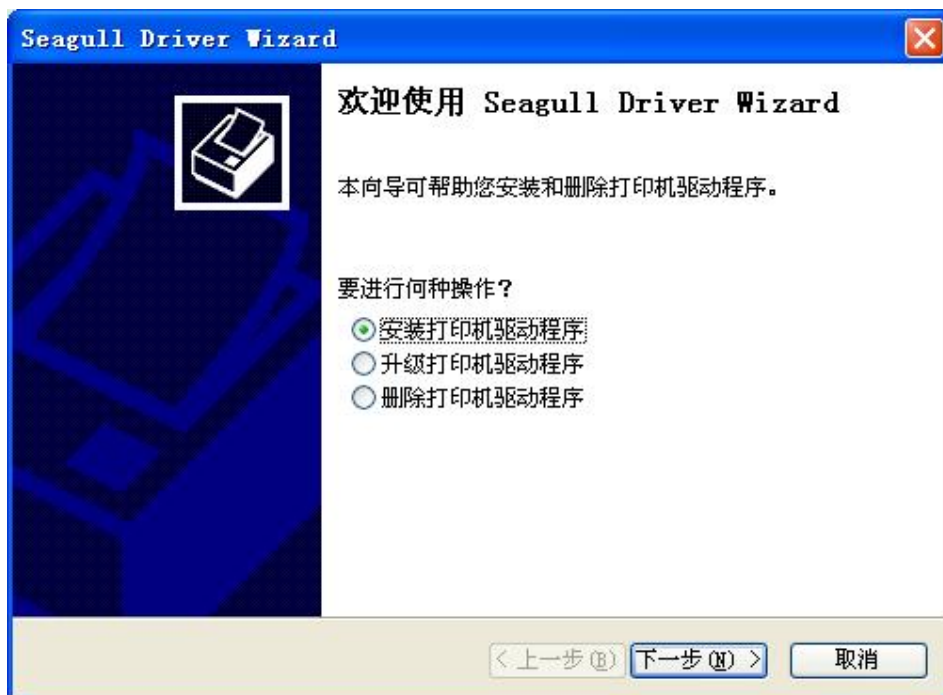 Seagull Driver Wizard
欢迎使用 Seagull Driver Wizard
本向导可帮助您安装和删除打印机驱动程序。
要进行何种操作？
安装打印机驱动程序
升级打印机驱动程序
删除打印机驱动程序
< 上一步(B) 下一步(N) > 取消